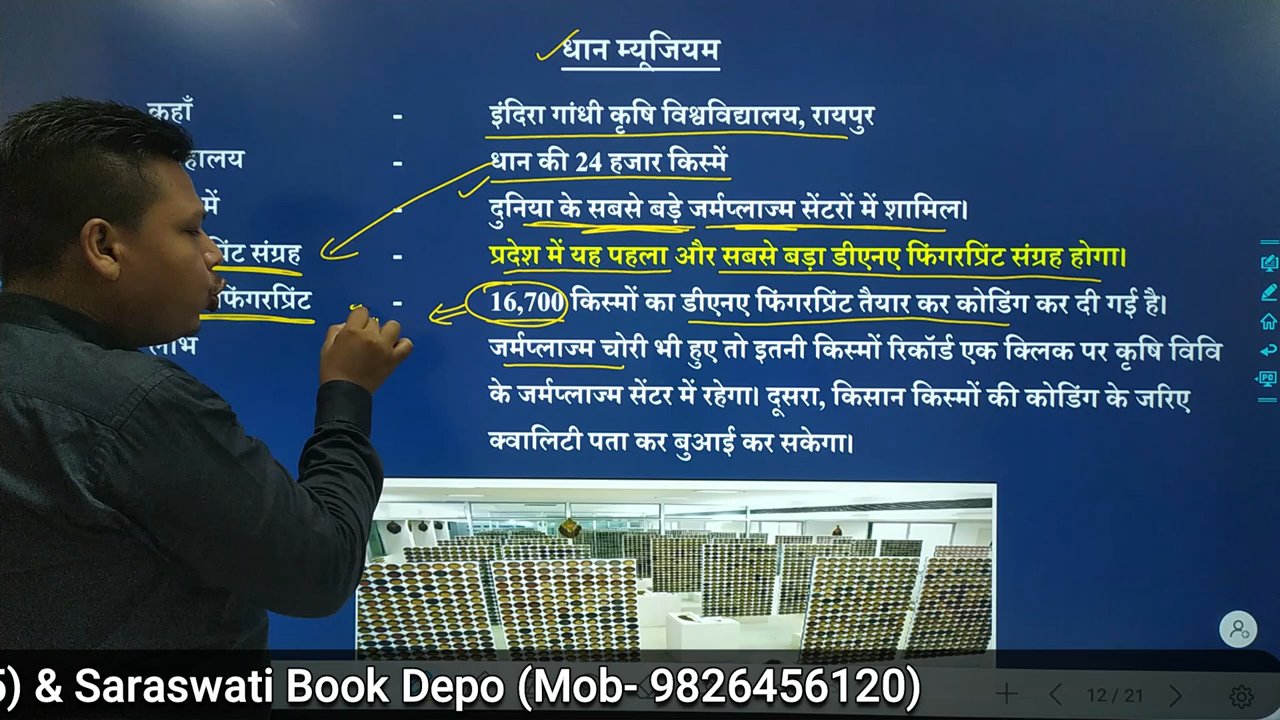 धान म्यूजियम
कहाँ - इंदिरा गांधी कृषि विश्वविद्यालय, रायपुर
- धान की 24 हजार किस्में
में - दुनिया के सबसे बड़े जर्मप्लाज्म सेंटरों में शामिल।
संग्रह - प्रदेश में यह पहला और सबसे बड़ा डीएनए फिंगरप्रिंट संग्रह होगा।
फिंगरप्रिंट - 16,700 किस्मों का डीएनए फिंगरप्रिंट तैयार कर कोडिंग कर दी गई है।
लाभ जर्मप्लाज्म चोरी भी हुए तो इतनी किस्मों रिकॉर्ड एक क्लिक पर कृषि विवि
के जर्मप्लाज्म सेंटर में रहेगा। दूसरा, किसान किस्मों की कोडिंग के जरिए
क्वालिटी पता कर बुआई कर सकेगा।
PC
12 / 21
5) & Saraswati Book Depo (Mob- 9826456120)